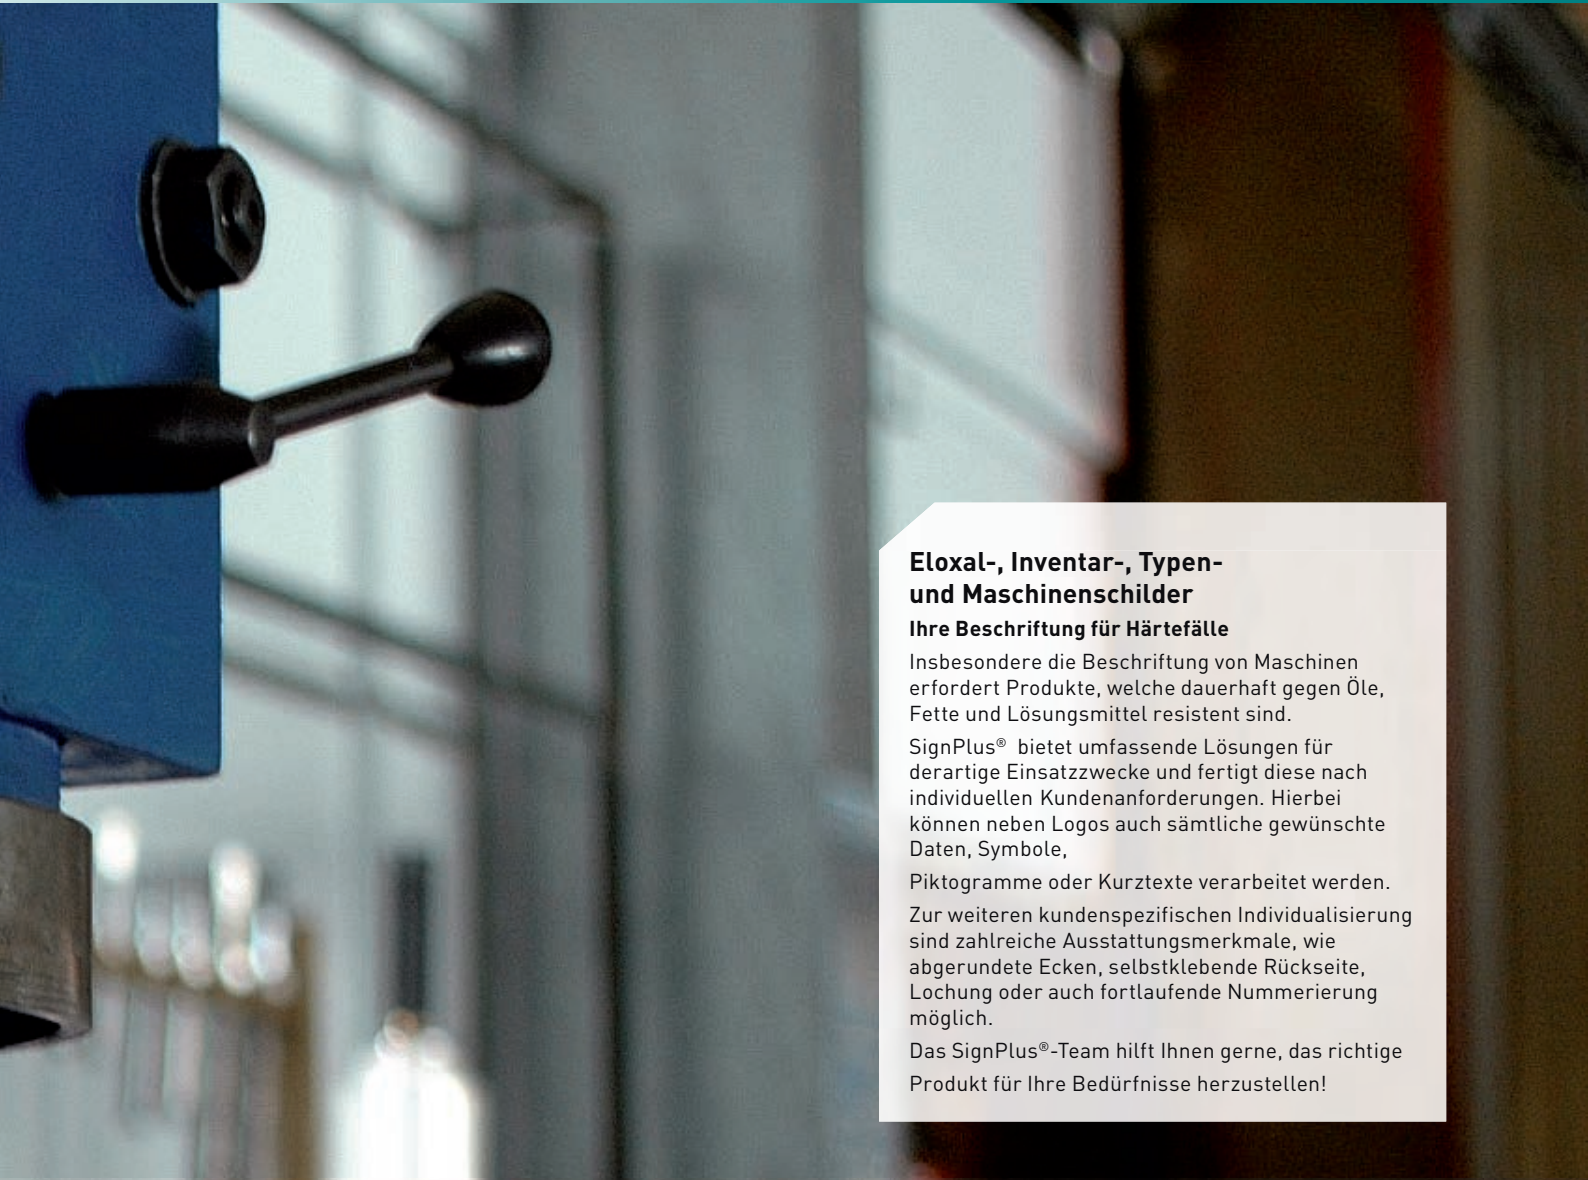 Eloxal-, Inventar-, Typen-
und Maschinenschilder
Ihre Beschriftung für Härtefälle
Insbesondere die Beschriftung von Maschinen
erfordert Produkte, welche dauerhaft gegen Öle,
Fette und Lösungsmittel resistent sind.
SignPlus® bietet umfassende Lösungen für
derartige Einsatzzwecke und fertigt diese nach
individuellen Kundenanforderungen. Hierbei
können neben Logos auch sämtliche gewünschte
Daten, Symbole,
Piktogramme oder Kurztexte verarbeitet werden.
Zur weiteren kundenspezifischen Individualisierung
sind zahlreiche Ausstattungsmerkmale, wie
abgerundete Ecken, selbstklebende Rückseite,
Lochung oder auch fortlaufende Nummerierung
möglich.
Das SignPlus®-Team hilft Ihnen gerne, das richtige
Produkt für Ihre Bedürfnisse herzustellen!